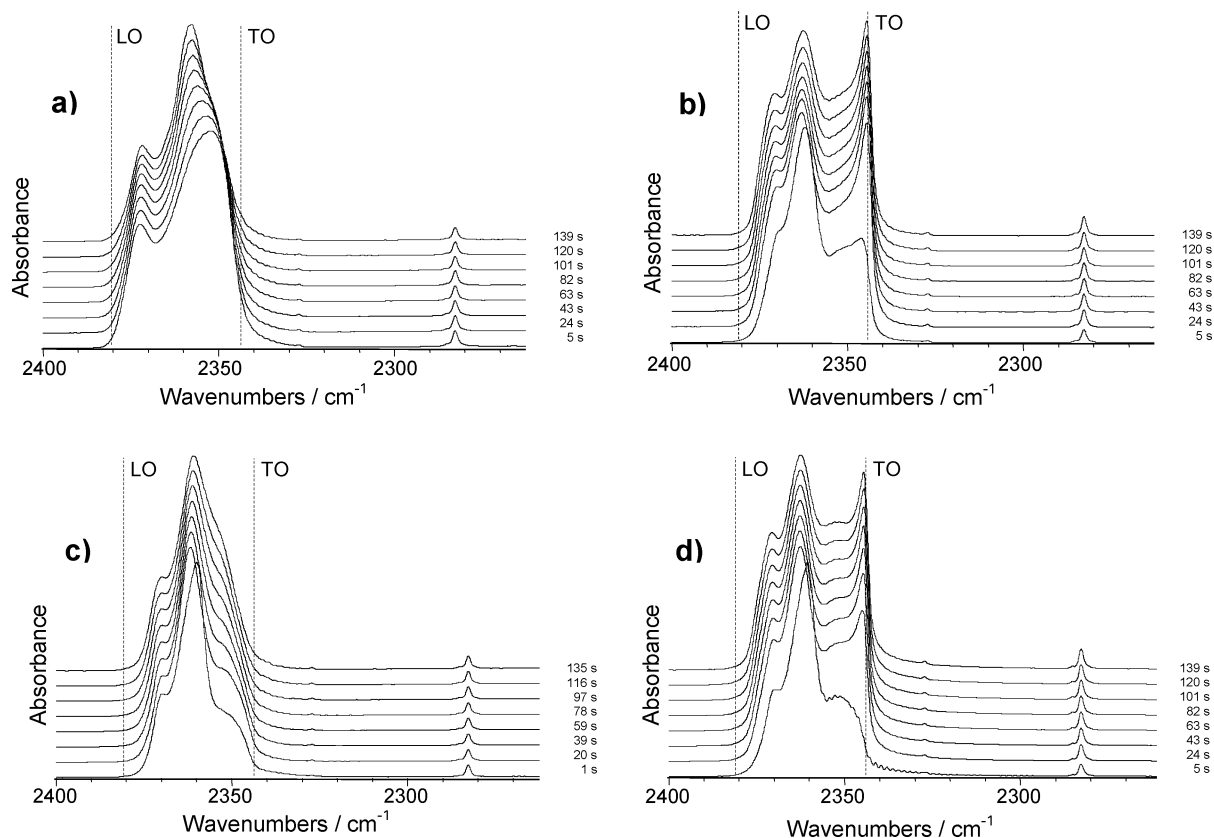 a)
LO
TO
Absorbance
139 s
120 s
101 s
82 s
63 s
43 s
24 s
5 s
2400
2350
2300
Wavenumbers / cm-1
b)
LO
TO
Absorbance
139 s
120 s
101 s
82 s
63 s
43 s
24 s
5 s
2400
2350
2300
Wavenumbers / cm-1
c)
LO
TO
Absorbance
135 s
116 s
97 s
78 s
59 s
39 s
20 s
1 s
2400
2350
2300
Wavenumbers / cm-1
d)
LO
TO
Absorbance
139 s
120 s
101 s
82 s
63 s
43 s
24 s
5 s
2400
2350
2300
Wavenumbers / cm-1